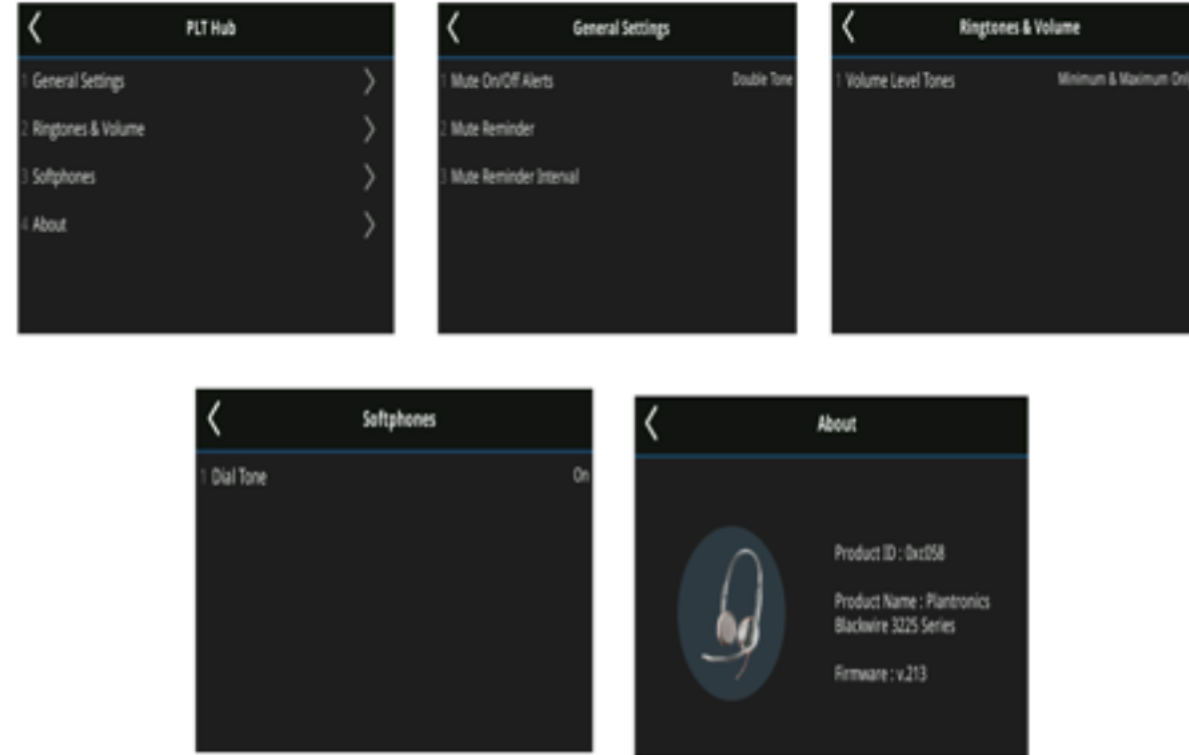 PLT Hub
1 General Settings
2 Ringtones & Volume
3 Softphones
4 About
General Settings
1 Mute On/Off Alerts Double Tone
2 Mute Reminder
3 Mute Reminder Interval
Ringtones & Volume
1 Volume Level Tones Minimum & Maximum Only
Softphones
1 Dial Tone On
About
Product ID : 0xc058
Product Name : Plantronics
Blackwire 3225 Series
Firmware : v.213